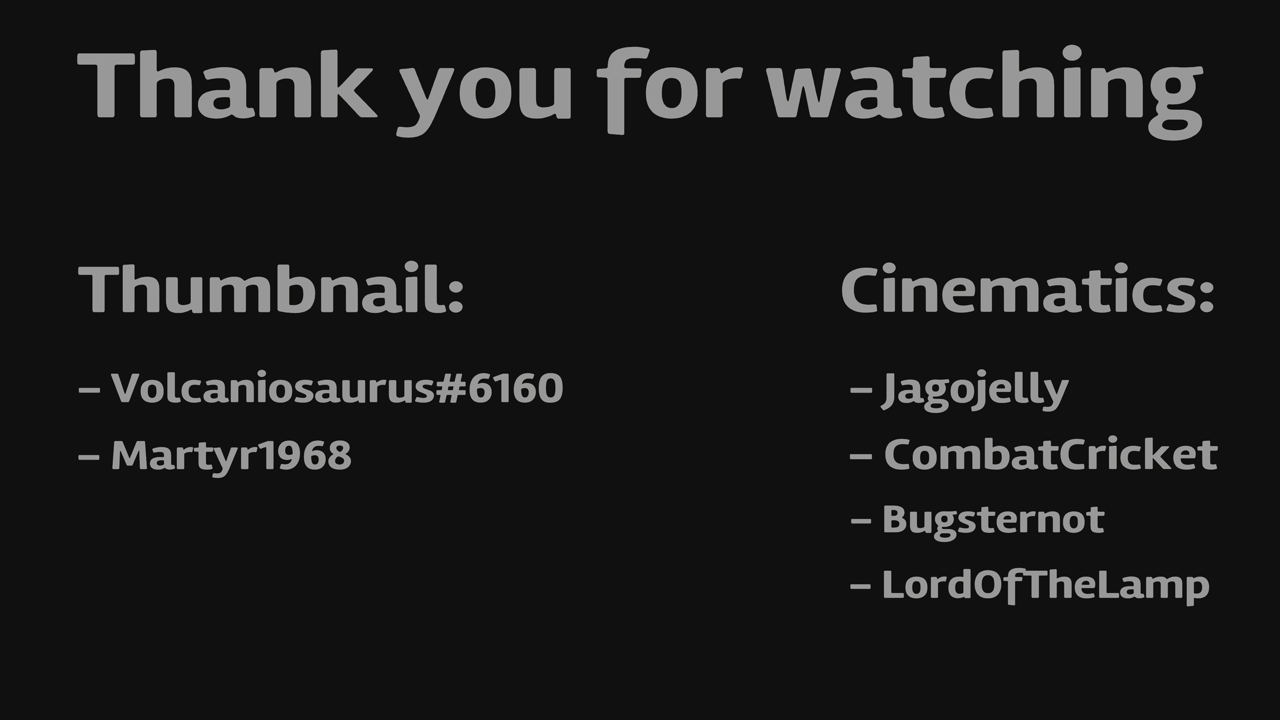 Thank you for watching
Thumbnail:
– Volcaniosaurus#6160
– Martyr1968
Cinematics:
– Jagojelly
– CombatCricket
– Bugsternot
– LordOfTheLamp